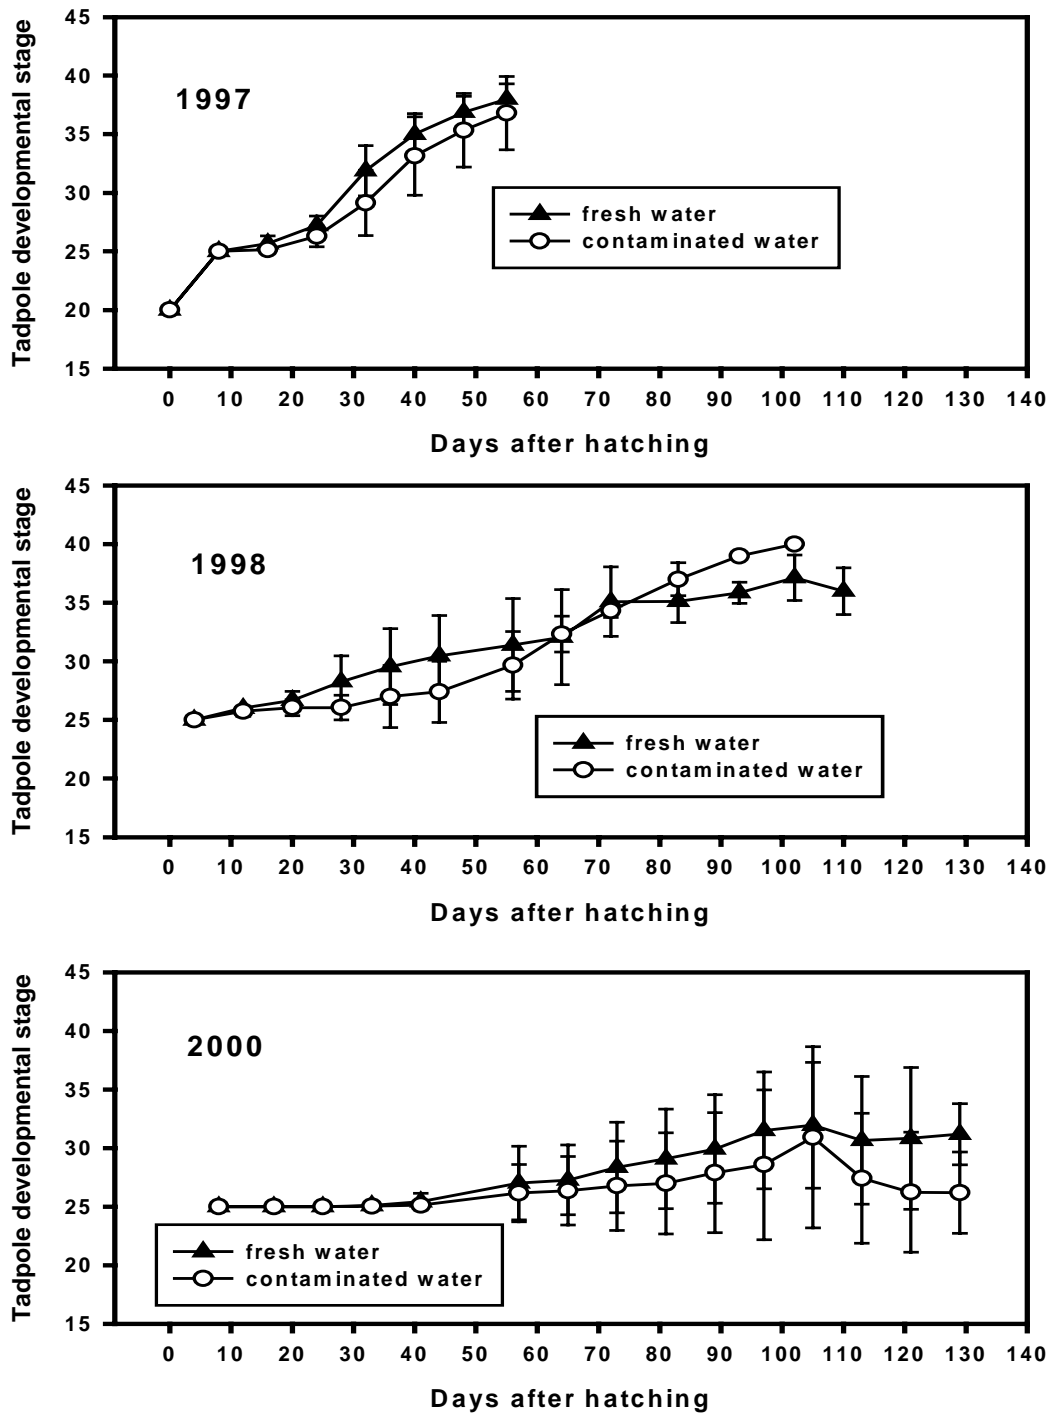 45
40
35
30
25
20
15
Tadpole developmental stage
1997
fresh water
contaminated water
0 10 20 30 40 50 60 70 80 90 100 110 120 130 140
Days after hatching
45
40
35
30
25
20
15
Tadpole developmental stage
1998
fresh water
contaminated water
0 10 20 30 40 50 60 70 80 90 100 110 120 130 140
Days after hatching
45
40
35
30
25
20
15
Tadpole developmental stage
2000
fresh water
contaminated water
0 10 20 30 40 50 60 70 80 90 100 110 120 130 140
Days after hatching